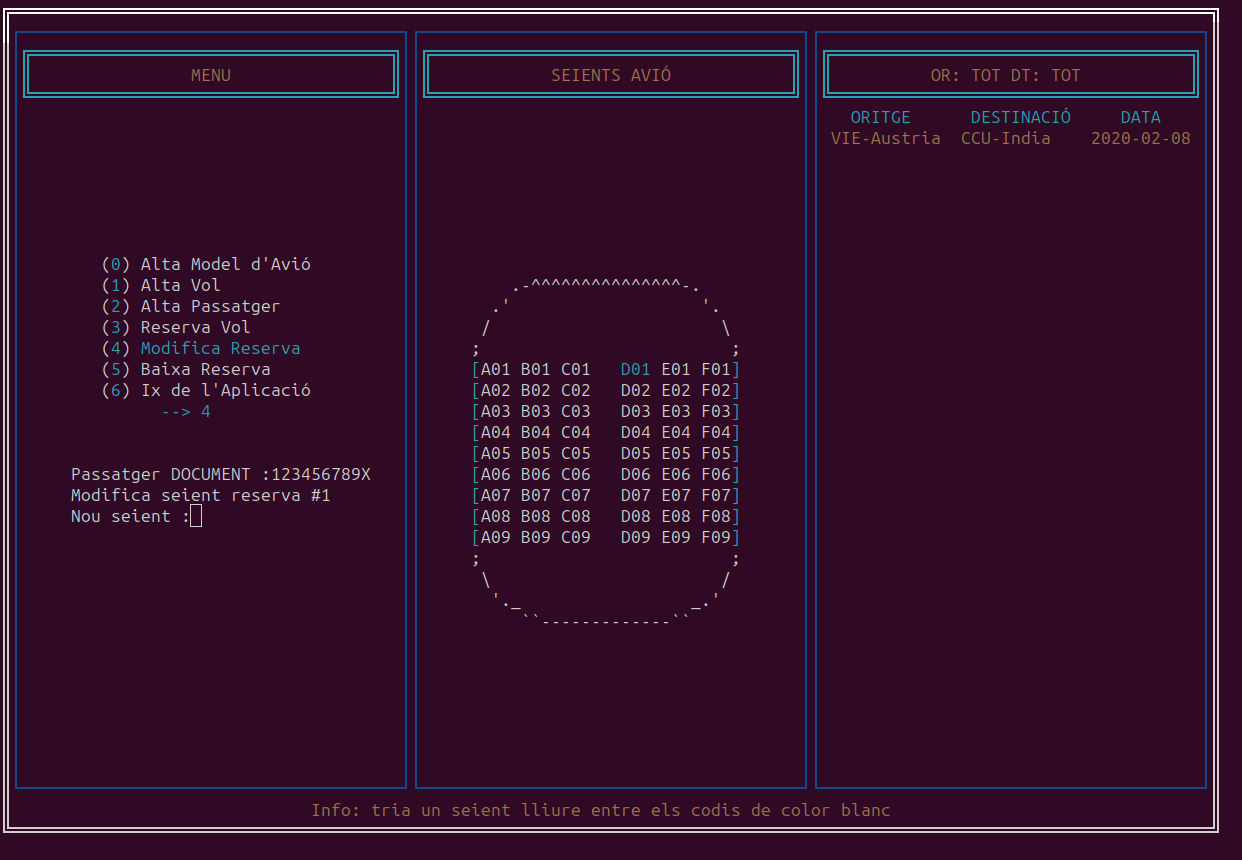 MENU
(0) Alta Model d'Avió
(1) Alta Vol
(2) Alta Passatger
(3) Reserva Vol
(4) Modifica Reserva
(5) Baixa Reserva
(6) Ix de l'Aplicació
--> 4
Passatger DOCUMENT :123456789X
Modifica seient reserva #1
Nou seient :
SEIENTS AVIÓ
.-^^^^^^^^^^^^^^^-.
.'                   '.
/                       \
;                         ;
[A01 B01 C01   D01 E01 F01]
[A02 B02 C02   D02 E02 F02]
[A03 B03 C03   D03 E03 F03]
[A04 B04 C04   D04 E04 F04]
[A05 B05 C05   D05 E05 F05]
[A06 B06 C06   D06 E06 F06]
[A07 B07 C07   D07 E07 F07]
[A08 B08 C08   D08 E08 F08]
[A09 B09 C09   D09 E09 F09]
;                         ;
\                       /
'._                 _.'
``-------------``
OR: TOT DT: TOT
ORITGE      DESTINACIÓ     DATA
VIE-Austria  CCU-India    2020-02-08
Info: tria un seient lliure entre els codis de color blanc